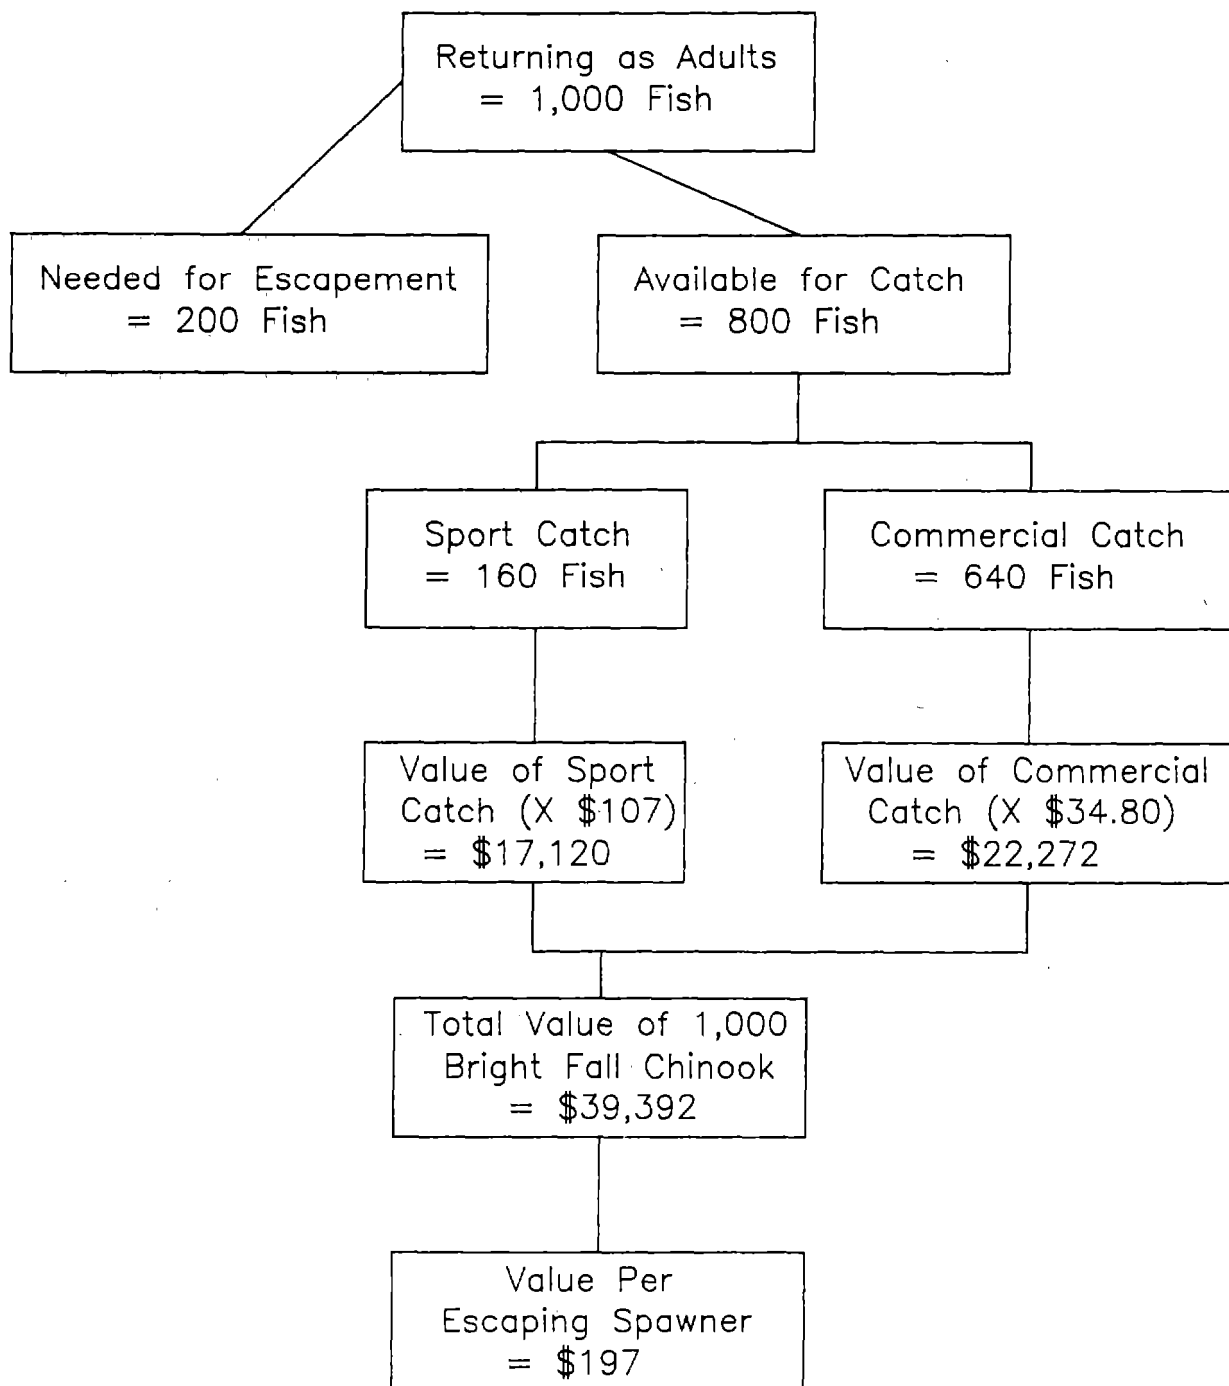 Returning as Adults
= 1,000 Fish
Needed for Escapement
= 200 Fish
Available for Catch
= 800 Fish
Sport Catch
= 160 Fish
Commercial Catch
= 640 Fish
Value of Sport
Catch (X $107)
= $17,120
Value of Commercial
Catch (X $34.80)
= $22,272
Total Value of 1,000
Bright Fall Chinook
= $39,392
Value Per
Escaping Spawner
= $197